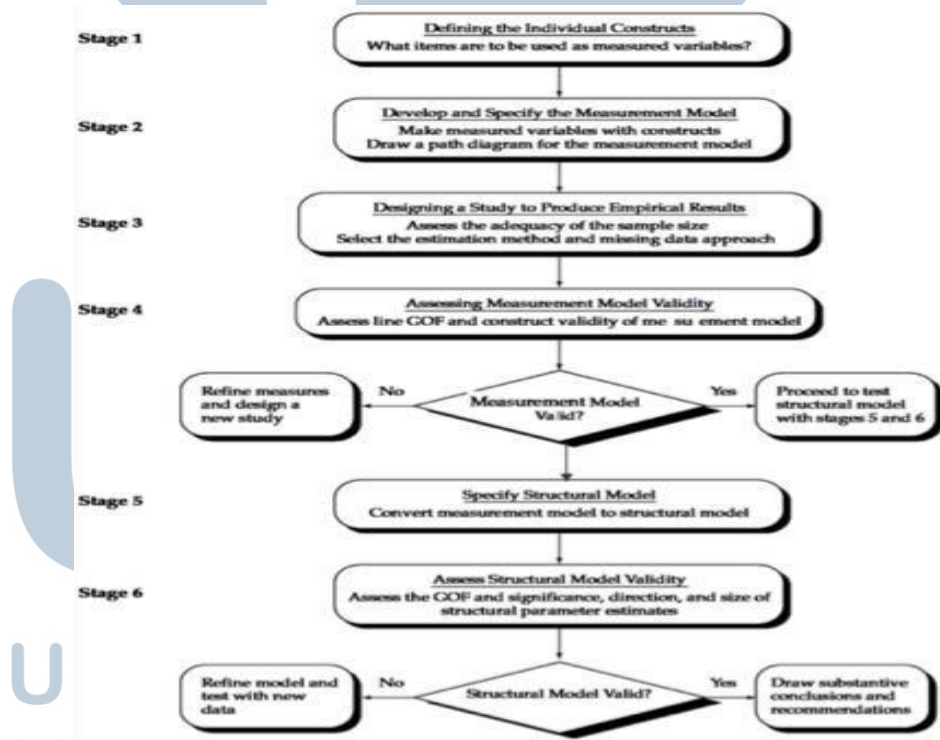 Stage 1
Defining the Individual Constructs
What items are to be used as measured variables?
Stage 2
Develop and Specify the Measurement Model
Make measured variables with constructs
Draw a path diagram for the measurement model
Stage 3
Designing a Study to Produce Empirical Results
Assess the adequacy of the sample size
Select the estimation method and missing data approach
Stage 4
Assessing Measurement Model Validity
Assess line GOF and construct validity of me su ement model
Refine measures
and design a
new study
No
Measurement Model
Valid?
Yes
Proceed to test
structural model
with stages 5 and 6
Stage 5
Specify Structural Model
Convert measurement model to structural model
Stage 6
Assess Structural Model Validity
Assess the GOF and significance, direction, and size of
structural parameter estimates
Refine model and
test with new
data
No
Structural Model Valid?
Yes
Draw substantive
conclusions and
recommendations
U